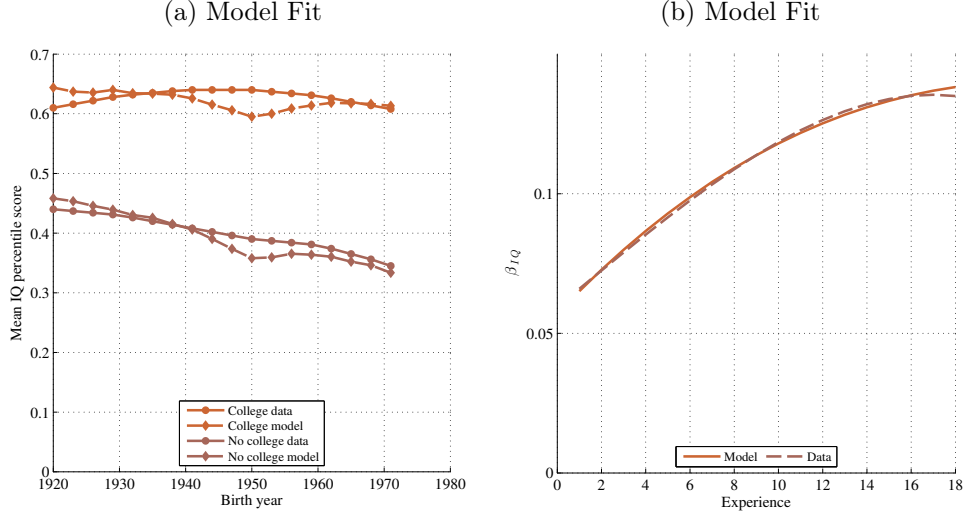 (a) Model Fit
0.7
0.6
0.5
0.4
0.3
0.2
0.1
0
Mean IQ percentile score
College data
College model
No college data
No college model
1920 1930 1940 1950 1960 1970 1980
Birth year
(b) Model Fit
0.1
0.05
0
β_IQ
Model Data
0 2 4 6 8 10 12 14 16 18
Experience